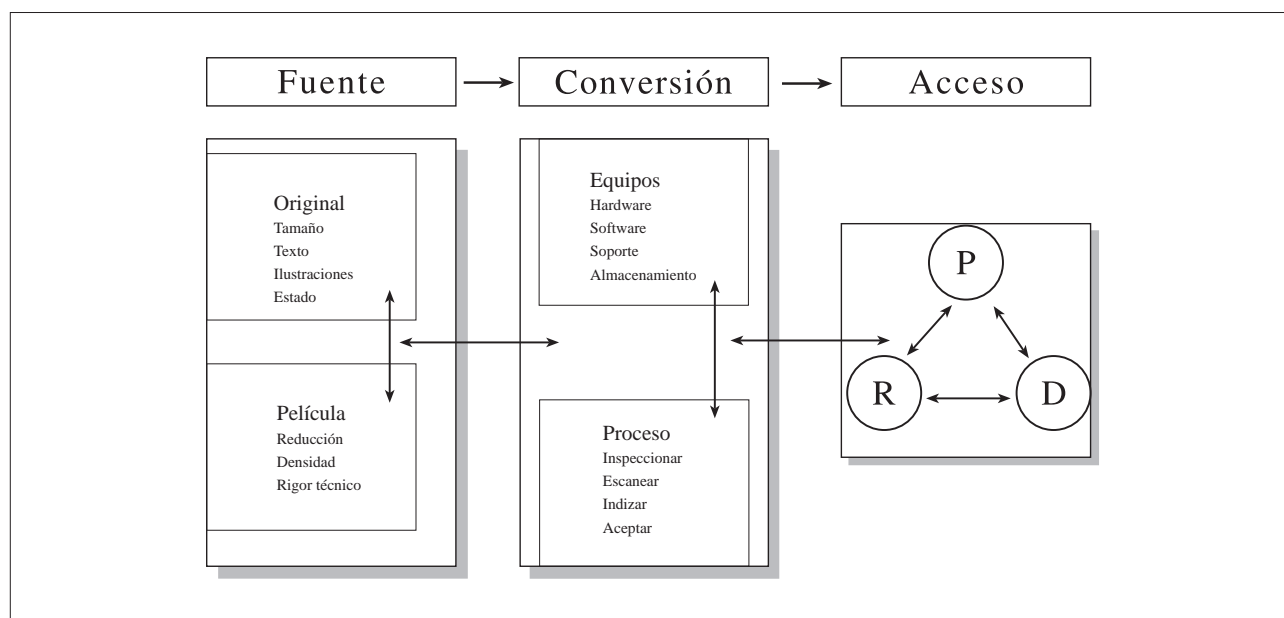 Fuente
Conversión
Acceso
Original
Tamaño
Texto
Ilustraciones
Estado
Película
Reducción
Densidad
Rigor técnico
Equipos
Hardware
Software
Soporte
Almacenamiento
Proceso
Inspeccionar
Escanear
Indizar
Aceptar
P
R
D